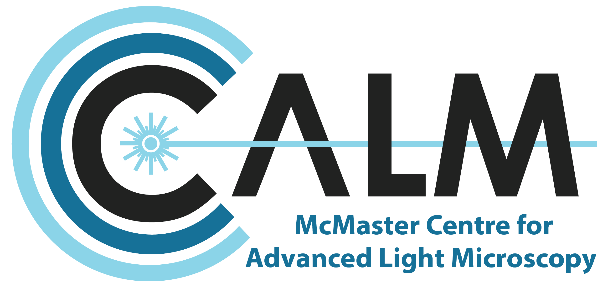 CALM
McMaster Centre for
Advanced Light Microscopy